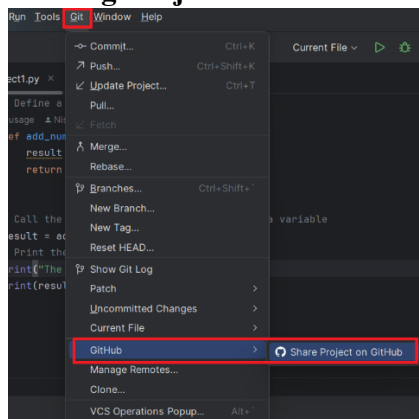 Run Tools Git Window Help
Commit... Ctrl+K
Current File
Push... Ctrl+Shift+K
ect1.py ×
Update Project... Ctrl+T
Define a
Pull...
usage
Fetch
ef add_num
Merge...
result
Rebase...
return
Branches... Ctrl+Shift+`
New Branch...
New Tag...
Call the
a variable
Reset HEAD...
esult = ad
Print the
Show Git Log
rint("The
Patch
rint(resul
Uncommitted Changes
Current File
GitHub
Share Project on GitHub
Manage Remotes...
Clone...
VCS Operations Popup... Alt+`